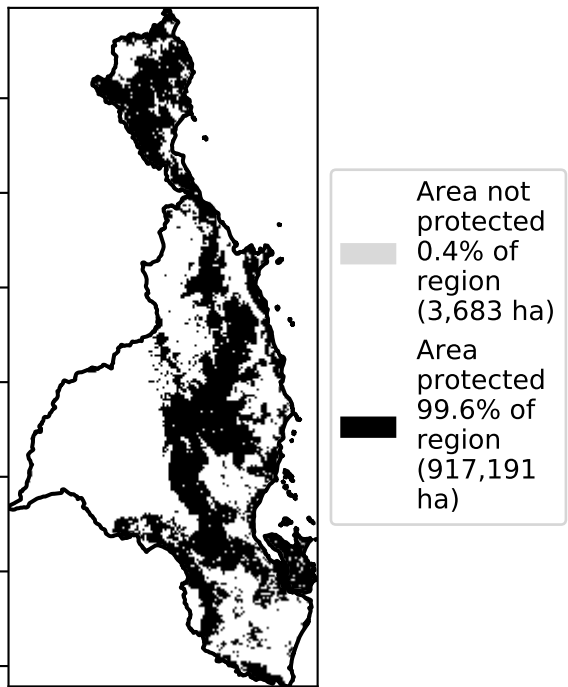 Area not
protected
0.4% of
region
(3,683 ha)
Area
protected
99.6% of
region
(917,191
ha)